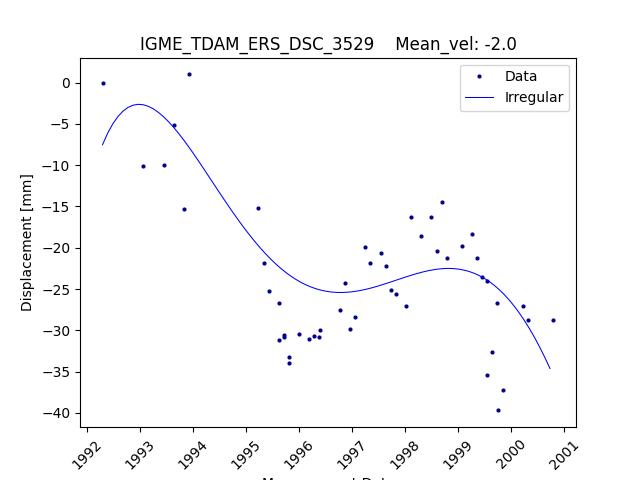 IGME_TDAM_ERS_DSC_3529    Mean_vel: -2.0
Data
Irregular
Displacement [mm]
0
−5
−10
−15
−20
−25
−30
−35
−40
1992 1993 1994 1995 1996 1997 1998 1999 2000 2001